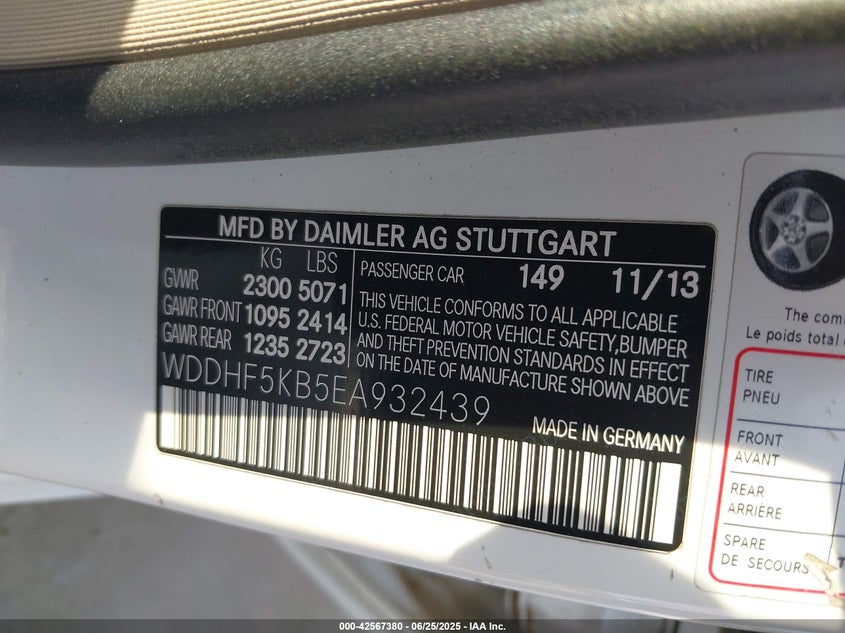 MFD BY DAIMLER AG STUTTGART
KG LBS
GVWR 2300 5071
GAWR FRONT 1095 2414
GAWR REAR 1235 2723
PASSENGER CAR 149 11/13
THIS VEHICLE CONFORMS TO ALL APPLICABLE
U.S. FEDERAL MOTOR VEHICLE SAFETY,BUMPER
AND THEFT PREVENTION STANDARDS IN EFFECT
ON THE DATE OF MANUFACTURE SHOWN ABOVE
WDDHF5KB5EA932439
MADE IN GERMANY
The
Le poids total
TIRE
PNEU
FRONT
AVANT
REAR
ARRIÈRE
SPARE
DE SECOURS
000-42567380 - 06/25/2025 - IAA Inc.